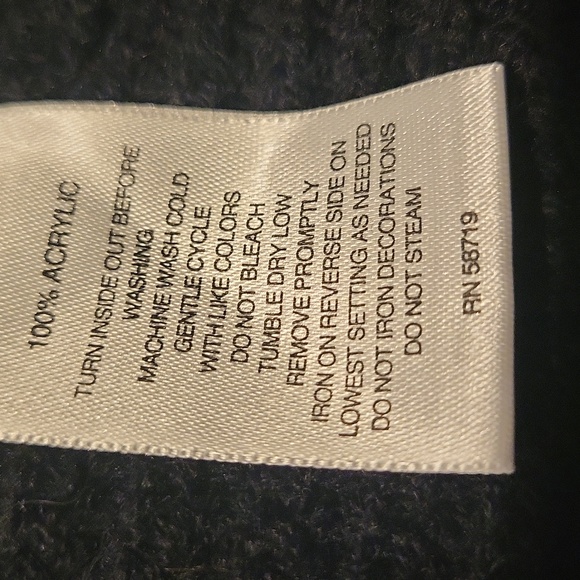 100% ACRYLIC
TURN INSIDE OUT BEFORE
WASHING
MACHINE WASH COLD
GENTLE CYCLE
WITH LIKE COLORS
DO NOT BLEACH
TUMBLE DRY LOW
REMOVE PROMPTLY
IRON ON REVERSE SIDE ON
LOWEST SETTING AS NEEDED
DO NOT IRON DECORATIONS
DO NOT STEAM
RN 58719